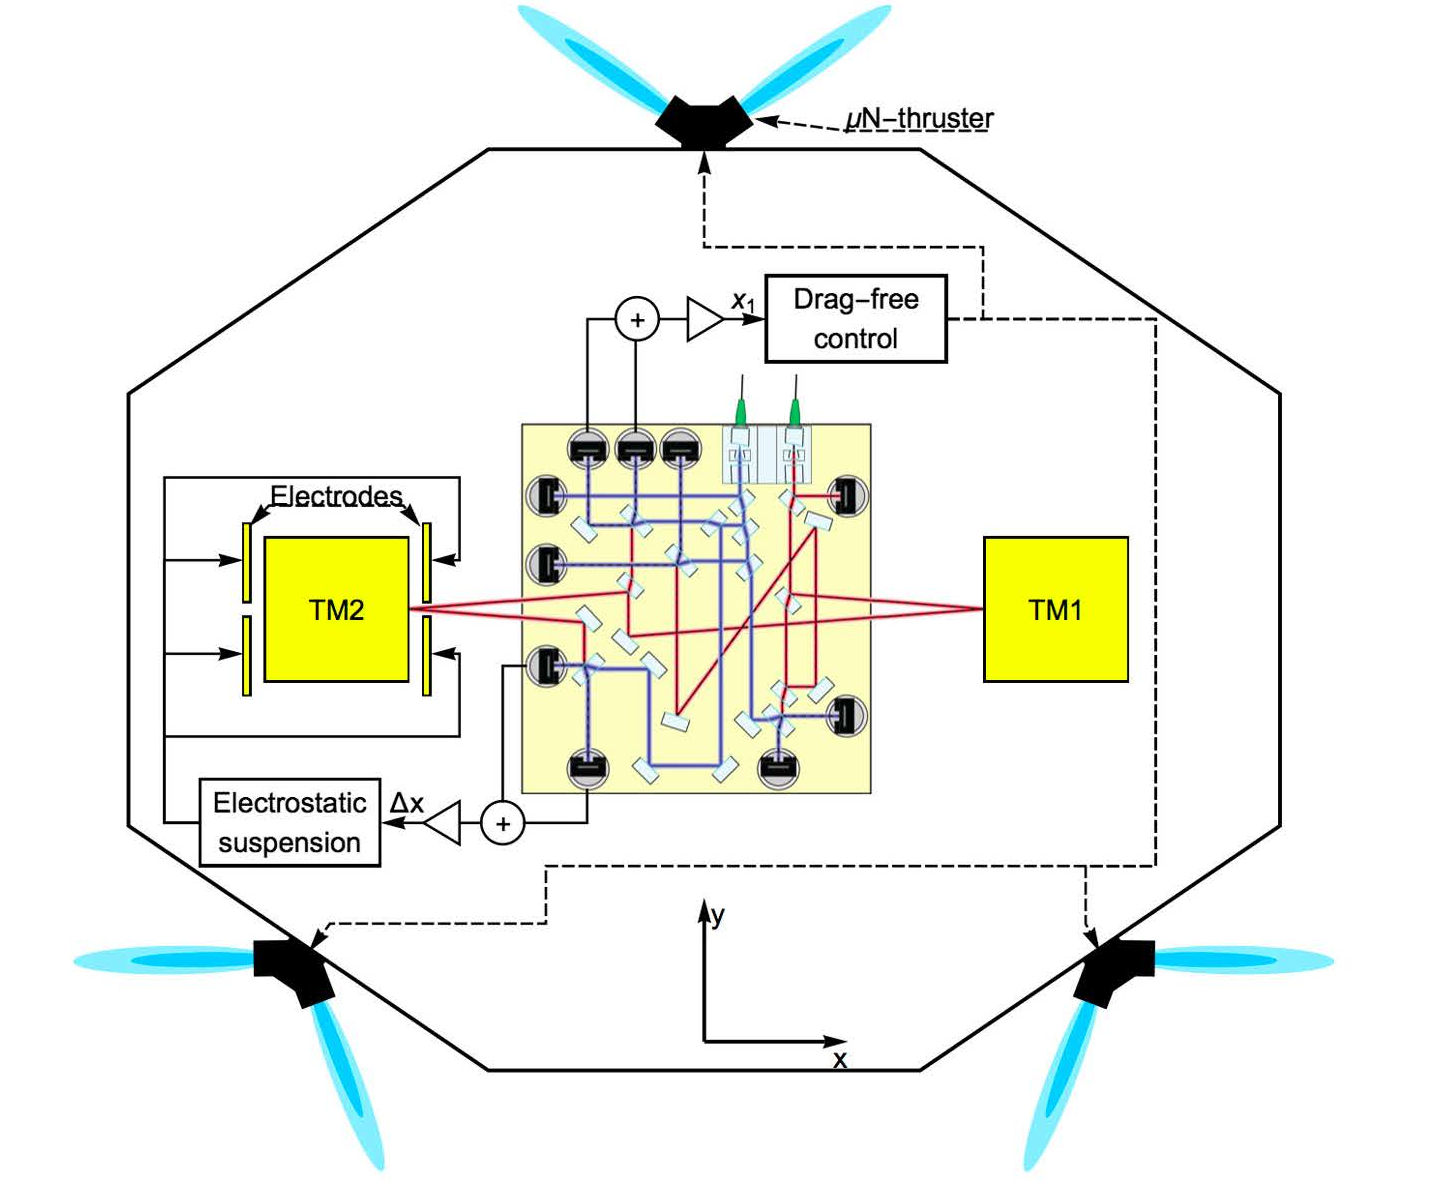 μN−thruster
+
x1
Drag−free
control
Electrodes
TM2
TM1
Electrostatic
suspension
Δx
+
y
x